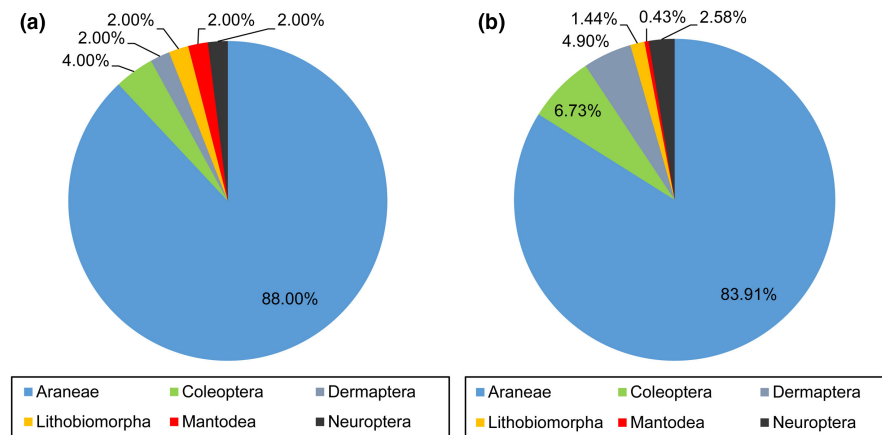 (a)
2.00%
2.00%
2.00%
2.00%
4.00%
88.00%
Araneae Coleoptera Dermaptera
Lithobiomorpha Mantodea Neuroptera
(b)
1.44%
0.43%
2.58%
4.90%
6.73%
83.91%
Araneae Coleoptera Dermaptera
Lithobiomorpha Mantodea Neuroptera